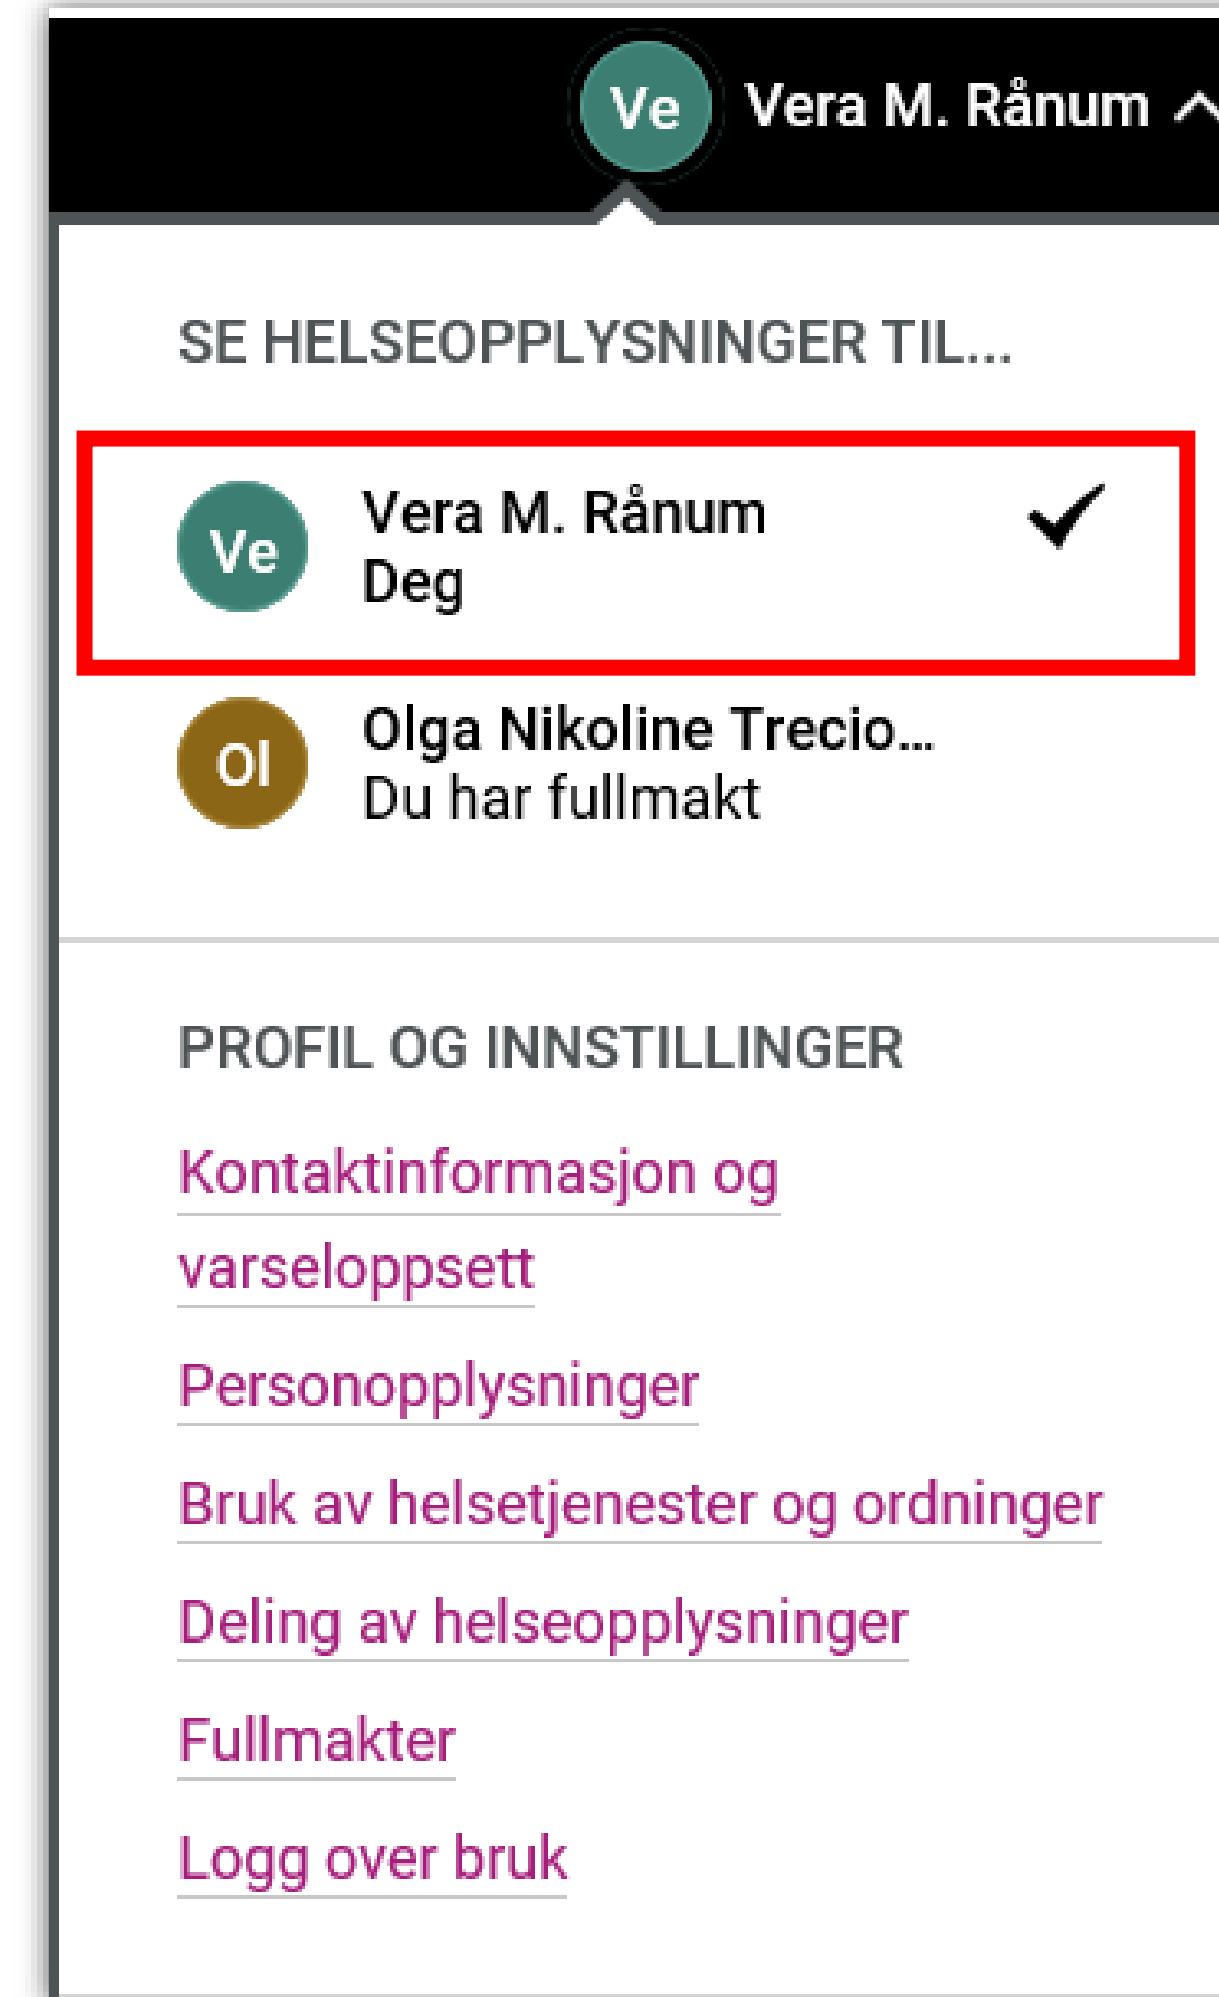 Ve Vera M. Rånum
SE HELSEOPPLYSNINGER TIL...
Ve Vera M. Rånum
Deg
Ol Olga Nikoline Trecio...
Du har fullmakt
PROFIL OG INNSTILLINGER
Kontaktinformasjon og
varseloppsett
Personopplysninger
Bruk av helsetjenester og ordninger
Deling av helseopplysninger
Fullmakter
Logg over bruk